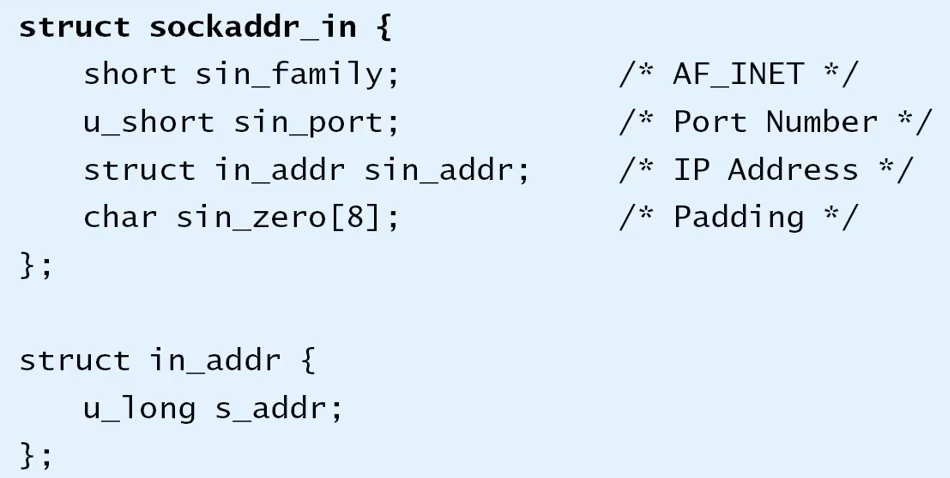 struct sockaddr_in {
short sin_family; /* AF_INET */
u_short sin_port; /* Port Number */
struct in_addr sin_addr; /* IP Address */
char sin_zero[8]; /* Padding */
};
struct in_addr {
u_long s_addr;
};